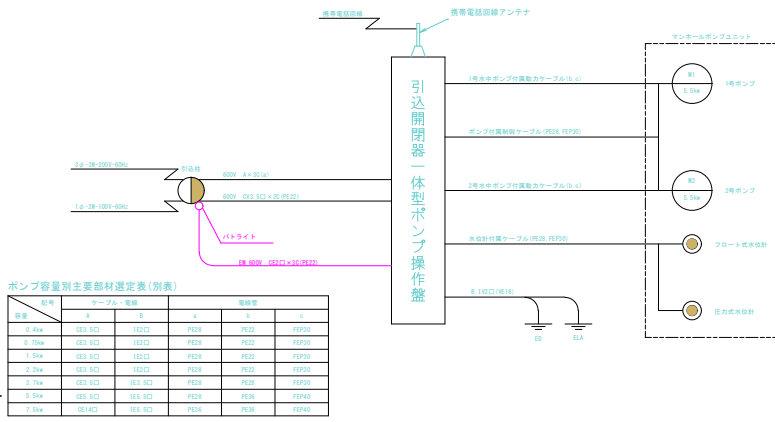 携帯電話回線
携帯電話回線アンテナ
マンホールポンプユニット
引込開閉器一体型ポンプ操作盤
1号水中ポンプ付属動力ケーブル(b,c)
M1
5.5kw
1号ポンプ
ポンプ付属制御ケーブル(PE28,FEP30)
3φ-3W-200V-60Hz
引込柱
600V A×3C(a)
2号水中ポンプ付属動力ケーブル(b,c)
M2
5.5kw
2号ポンプ
600V CV3.5□×2C(PE22)
1φ-2W-100V-60Hz
パトライト
水位計付属ケーブル(PE28,FEP30)
フロート式水位計
EM 600V CE2□×3C(PE22)
ポンプ容量別主要部材選定表(別表)
B,IV2□(VE16)
圧力式水位計
ED
ELA
記号 ケーブル・電線 電線管
容量 A B a b c
0.4kw CE3.5□ IE2□ PE28 PE22 FEP30
0.75kw CE3.5□ IE2□ PE28 PE22 FEP30
1.5kw CE3.5□ IE2□ PE28 PE22 FEP30
2.2kw CE3.5□ IE2□ PE28 PE22 FEP30
3.7kw CE3.5□ IE3.5□ PE28 PE28 FEP30
5.5kw CE5.5□ IE5.5□ PE28 PE36 FEP40
7.5kw CE14□ IE5.5□ PE36 PE36 FEP40